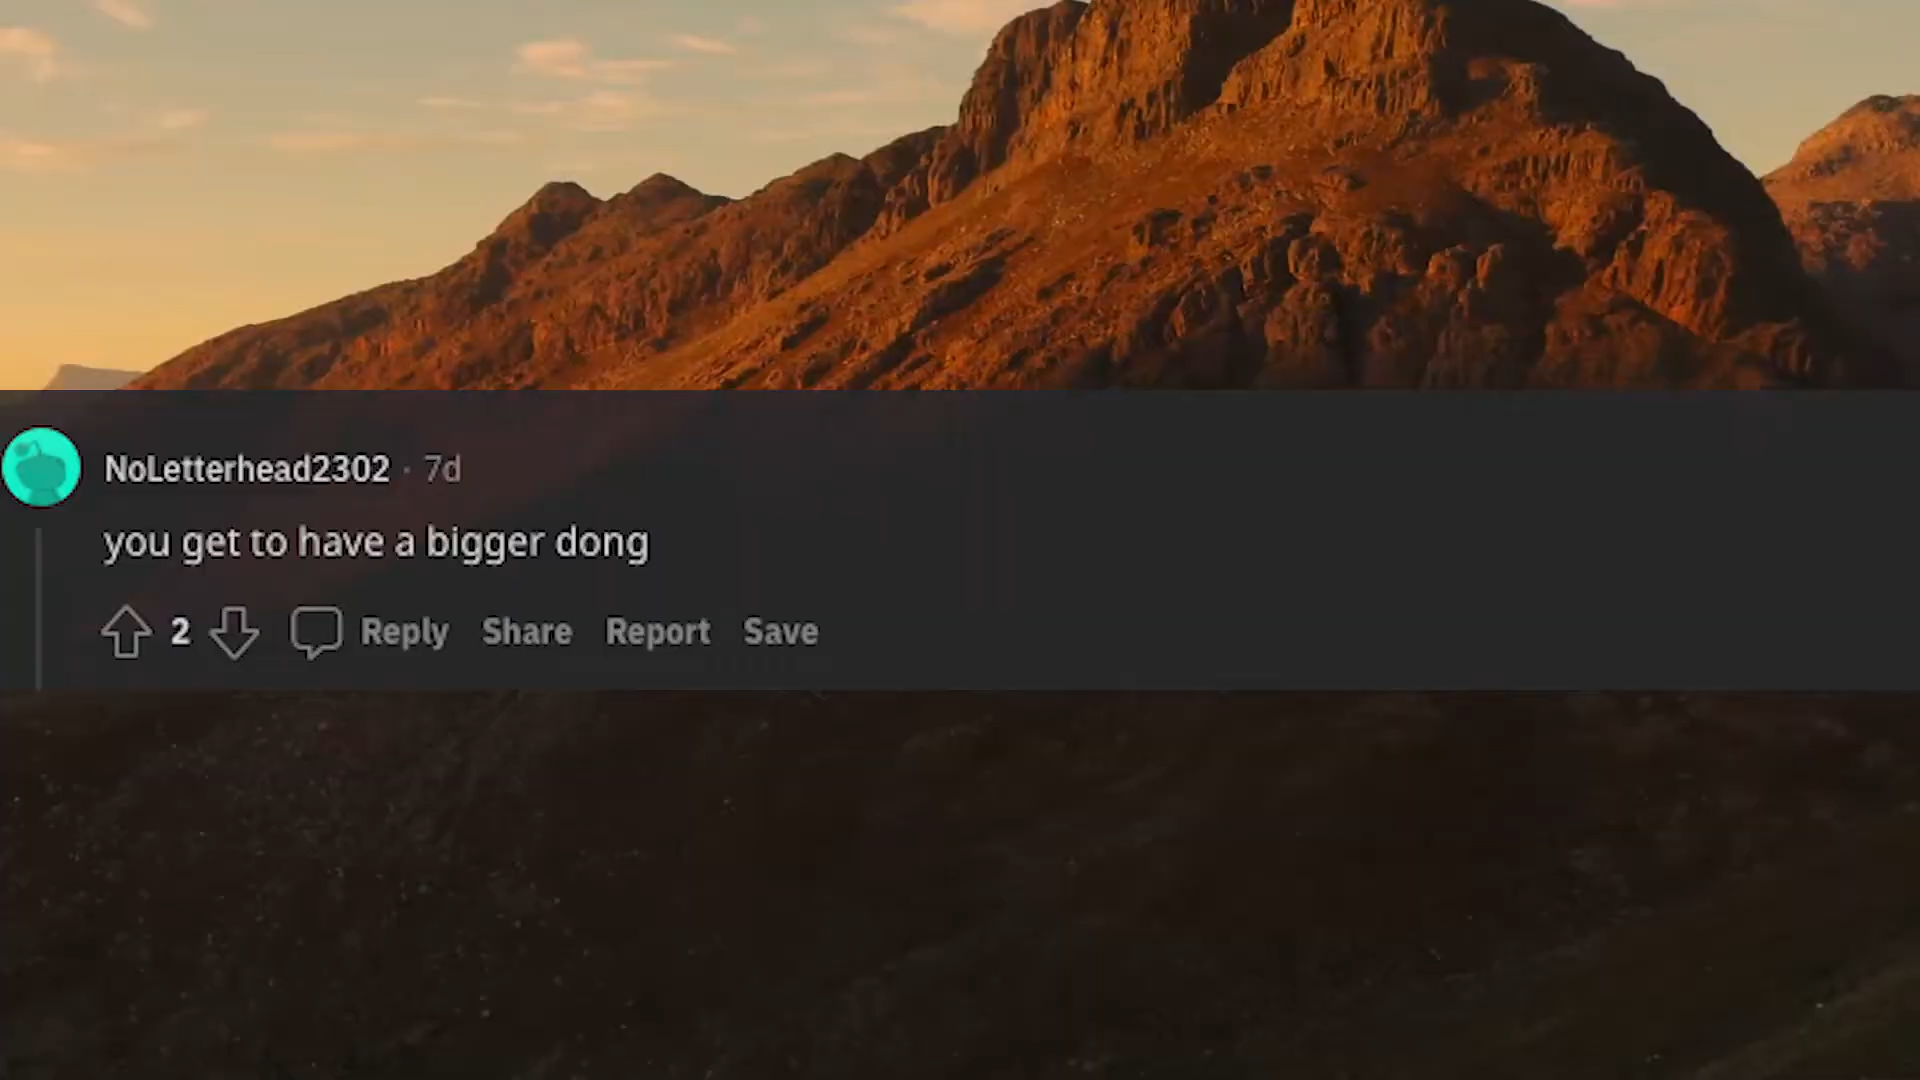 NoLetterhead2302 · 7d
you get to have a bigger dong
2 Reply Share Report Save